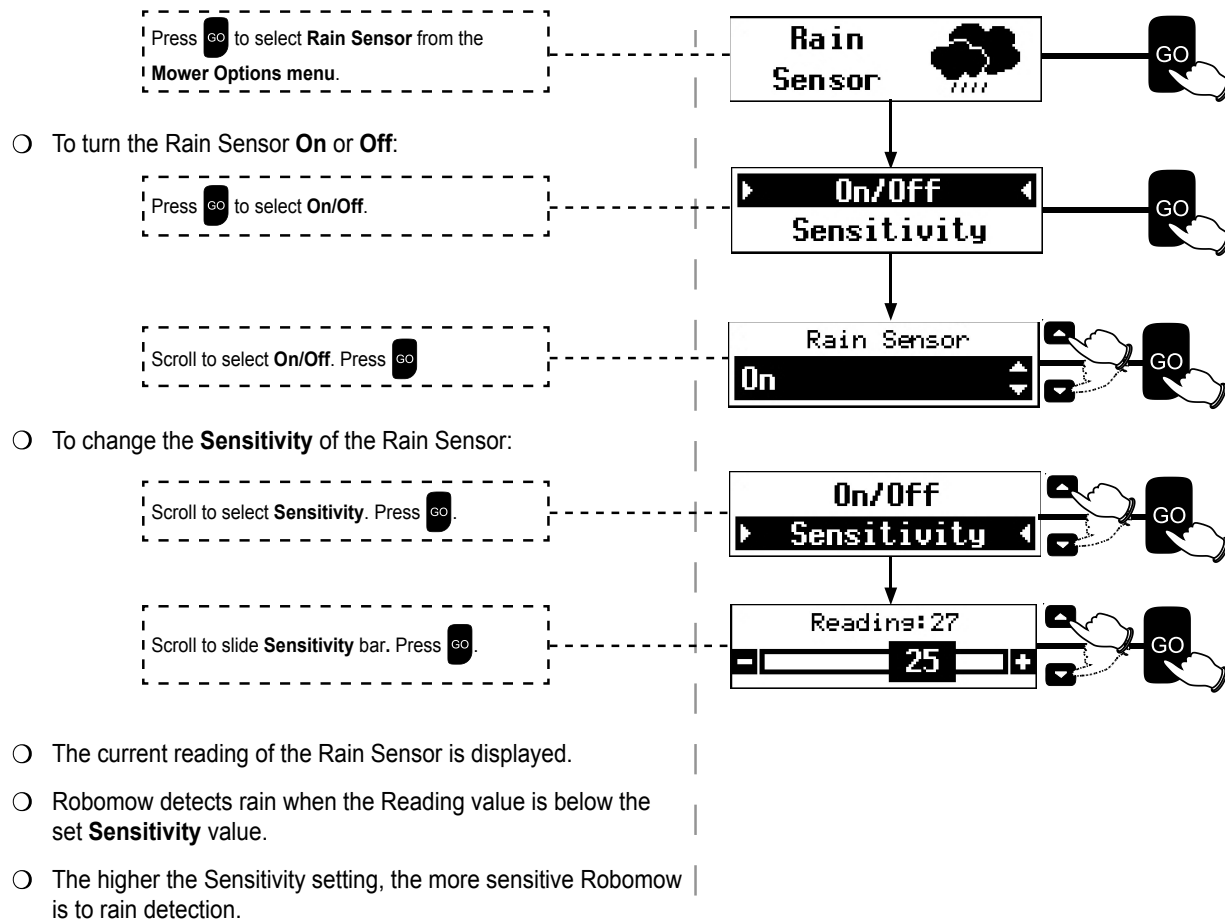 Press GO to select Rain Sensor from the
Mower Options menu.
Rain
Sensor
GO
❍ To turn the Rain Sensor On or Off:
Press GO to select On/Off.
On/Off
Sensitivity
GO
Scroll to select On/Off. Press GO
Rain Sensor
On
GO
❍ To change the Sensitivity of the Rain Sensor:
Scroll to select Sensitivity. Press GO.
On/Off
Sensitivity
GO
Scroll to slide Sensitivity bar. Press GO.
Reading:27
- 25 +
GO
❍ The current reading of the Rain Sensor is displayed.
❍ Robomow detects rain when the Reading value is below the
set Sensitivity value.
❍ The higher the Sensitivity setting, the more sensitive Robomow
is to rain detection.